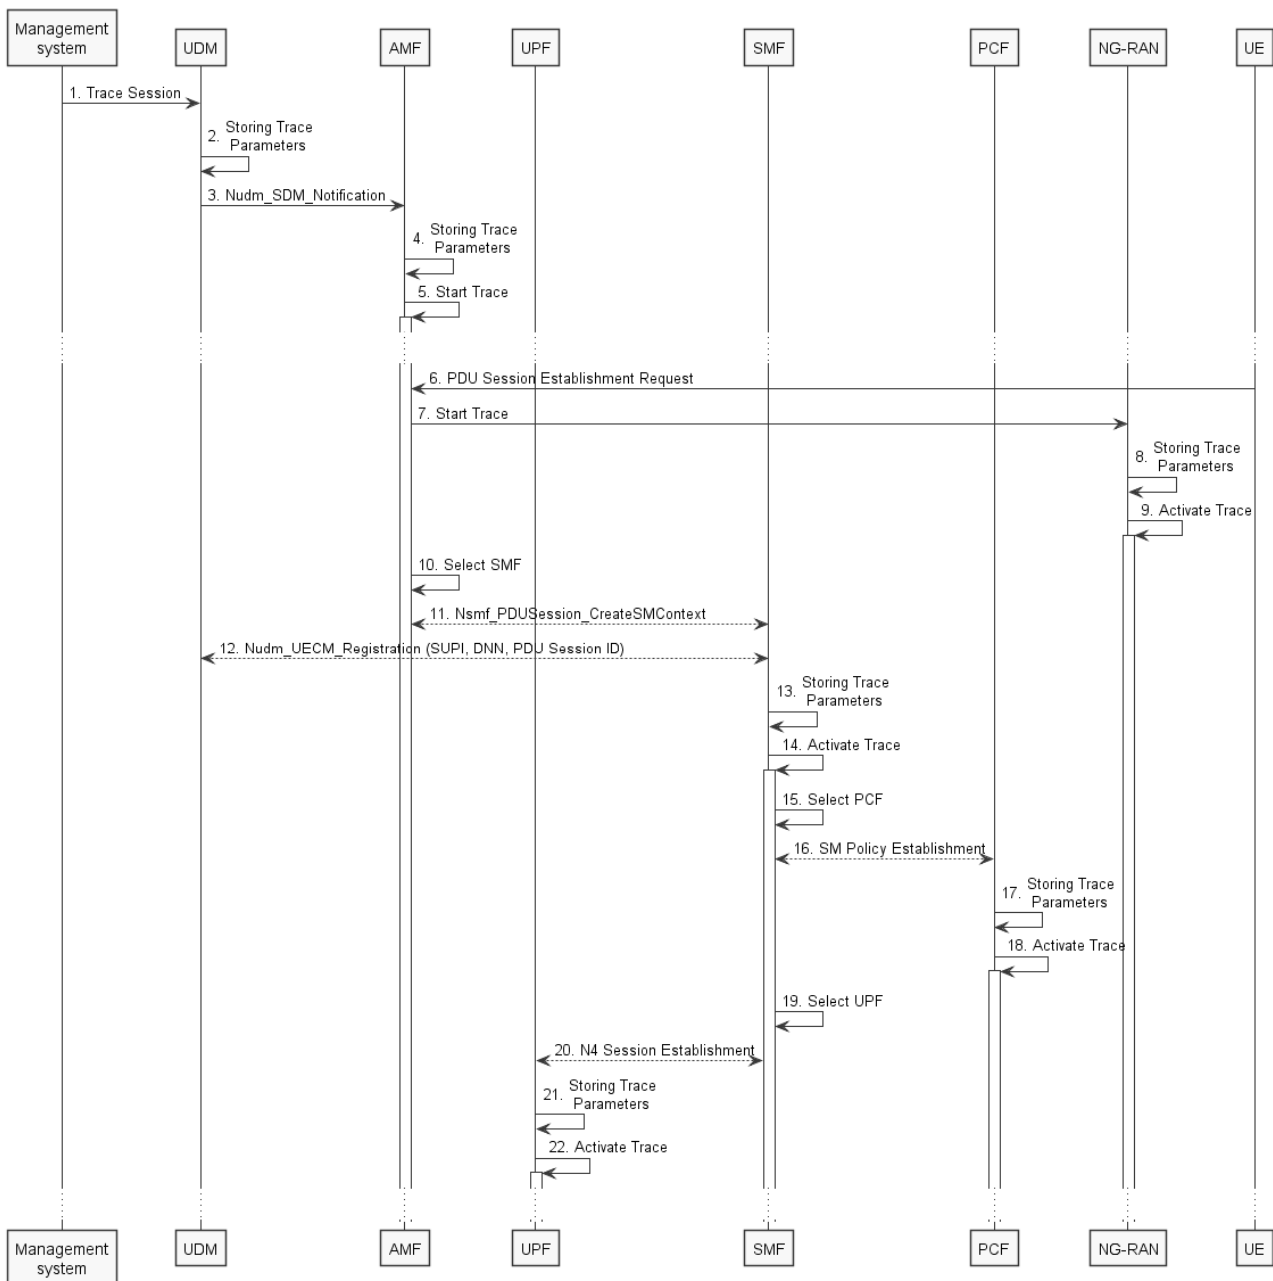 Management
system
UDM
AMF
UPF
SMF
PCF
NG-RAN
UE
1. Trace Session
2. Storing Trace
Parameters
3. Nudm_SDM_Notification
4. Storing Trace
Parameters
5. Start Trace
6. PDU Session Establishment Request
7. Start Trace
8. Storing Trace
Parameters
9. Activate Trace
10. Select SMF
11. Nsmf_PDUSession_CreateSMContext
12. Nudm_UECM_Registration (SUPI, DNN, PDU Session ID)
13. Storing Trace
Parameters
14. Activate Trace
15. Select PCF
16. SM Policy Establishment
17. Storing Trace
Parameters
18. Activate Trace
19. Select UPF
20. N4 Session Establishment
21. Storing Trace
Parameters
22. Activate Trace
Management
system
UDM
AMF
UPF
SMF
PCF
NG-RAN
UE